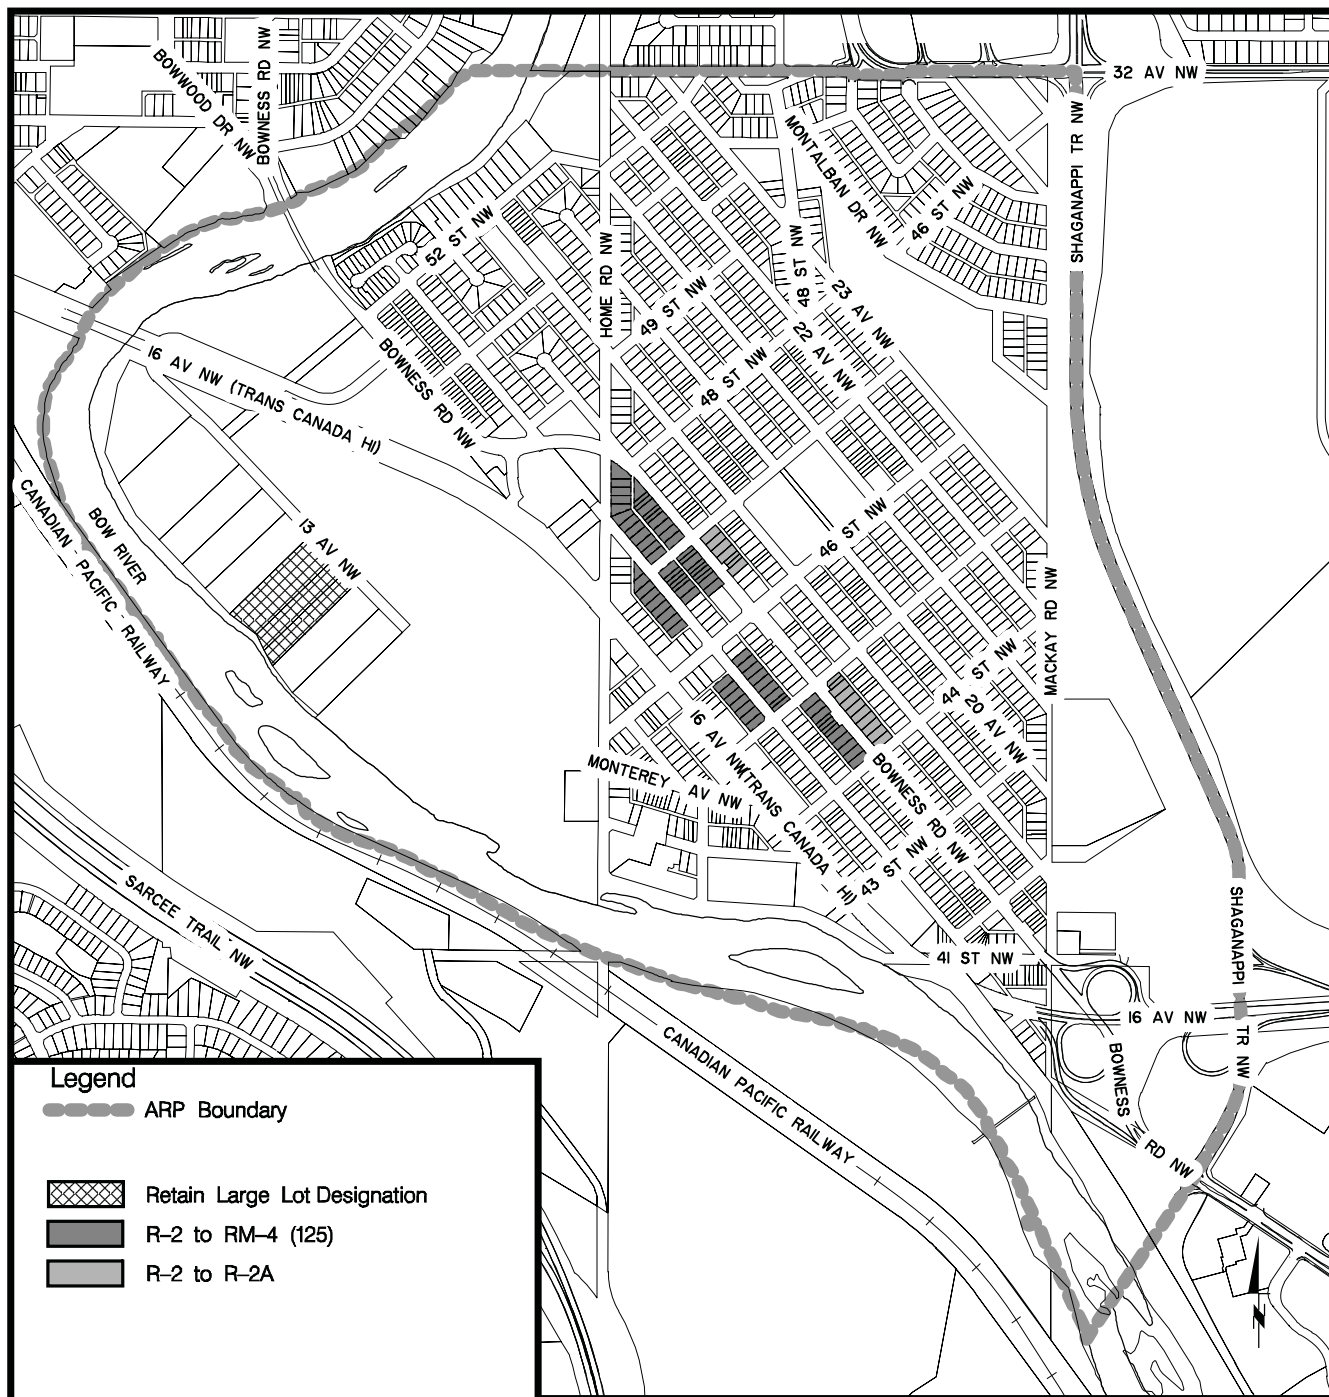 32 AV NW
BOWWOOD DR NW
BOWNESS RD NW
SHAGANAPPI TR NW
MONTALBAN DR NW
46 ST NW
52 ST NW
HOME RD NW
49 ST NW
48 ST NW
23 AV NW
22 AV NW
48 ST NW
BOWNESS RD NW
16 AV NW (TRANS CANADA HI)
CANADIAN PACIFIC RAILWAY
BOW RIVER
13 AV NW
46 ST NW
MACKAY RD NW
44 ST NW
20 AV NW
16 AV NW (TRANS CANADA HI)
MONTEREY AV NW
BOWNESS RD NW
43 ST NW
SARCEE TRAIL NW
41 ST NW
SHAGANAPPI TR NW
16 AV NW
BOWNESS RD NW
CANADIAN PACIFIC RAILWAY
Legend
ARP Boundary
Retain Large Lot Designation
R-2 to RM-4 (125)
R-2 to R-2A
N